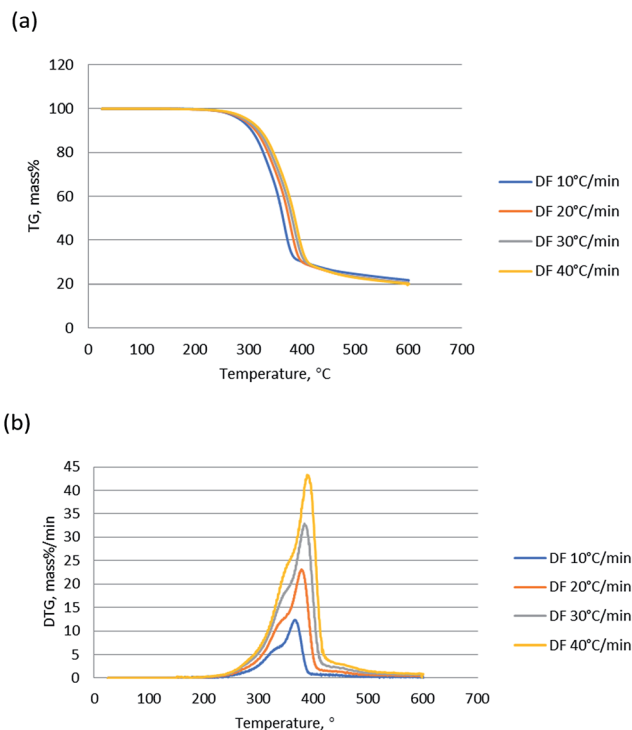 (a)
120
100
80
60
40
20
0
TG, mass%
0 100 200 300 400 500 600 700
Temperature, °C
DF 10°C/min
DF 20°C/min
DF 30°C/min
DF 40°C/min
(b)
45
40
35
30
25
20
15
10
5
0
DTG, mass%/min
0 100 200 300 400 500 600 700
Temperature, °
DF 10°C/min
DF 20°C/min
DF 30°C/min
DF 40°C/min